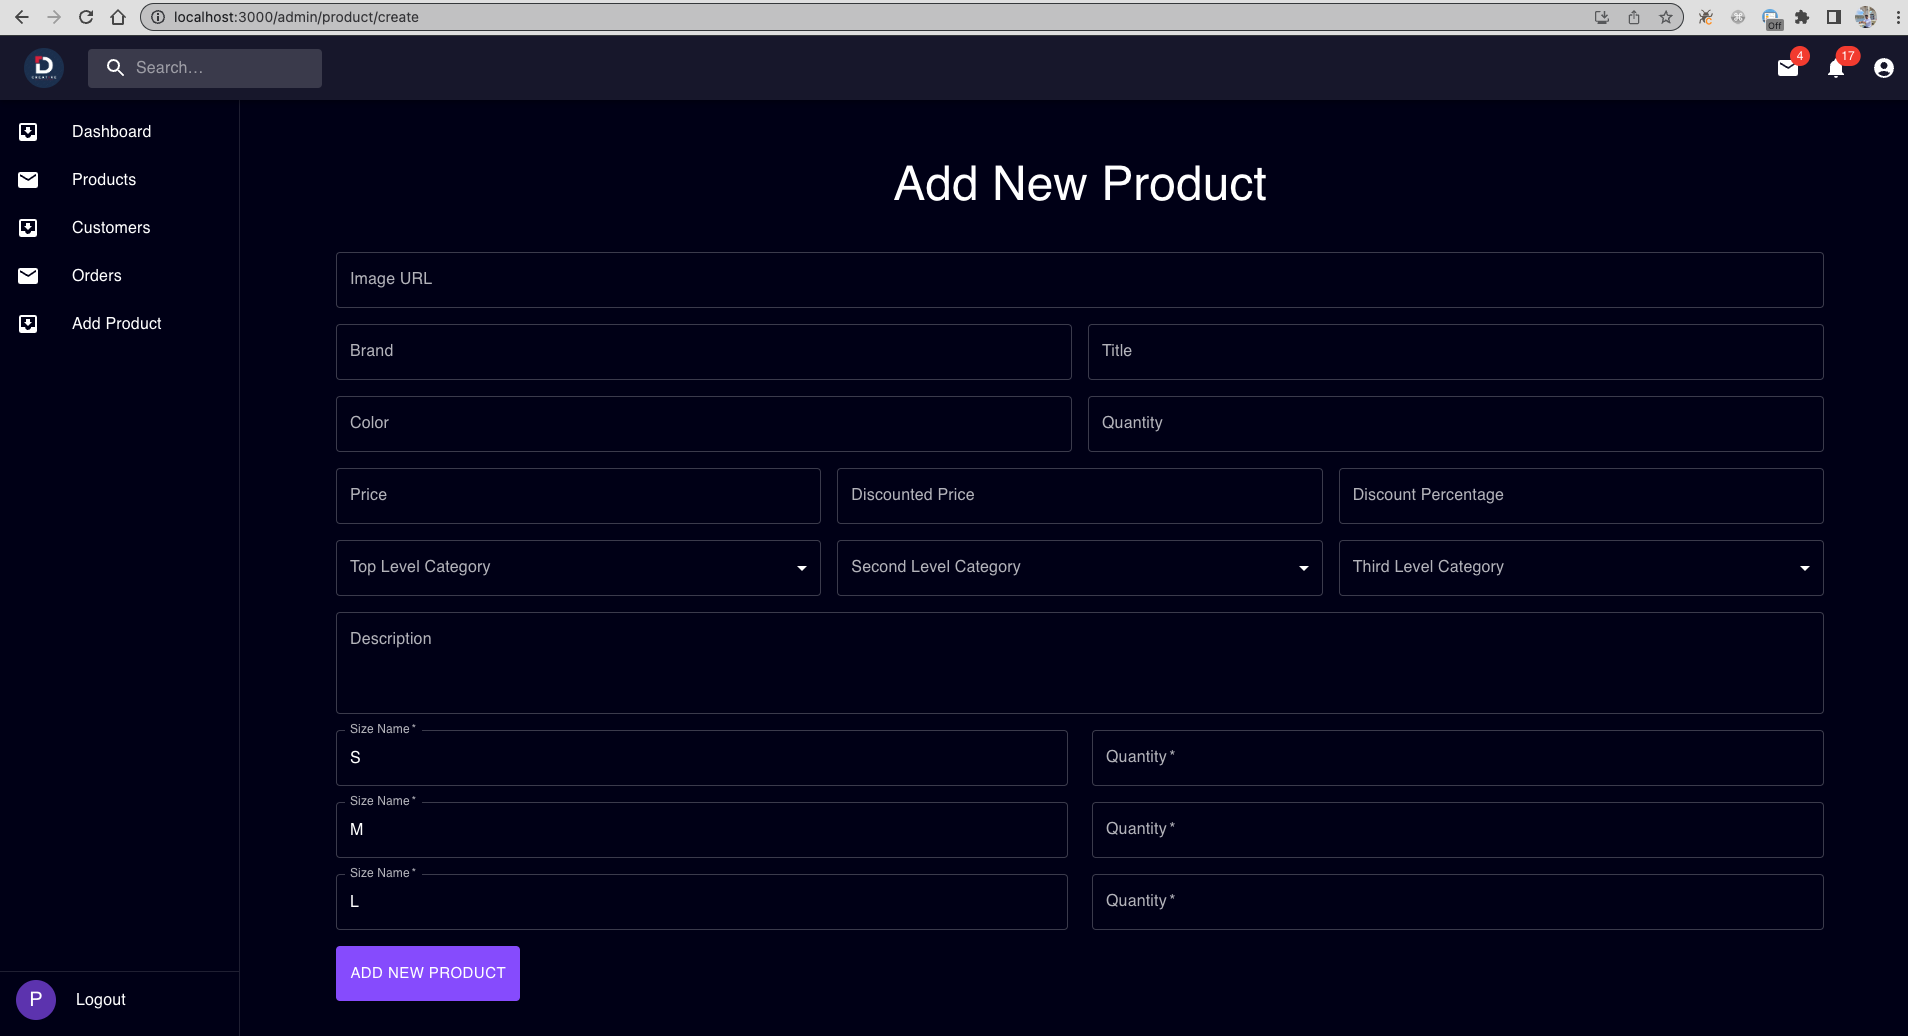 localhost:3000/admin/product/create
Off
D
Search…
4
17
Dashboard
Products
Customers
Orders
Add Product
Add New Product
Image URL
Brand
Title
Color
Quantity
Price
Discounted Price
Discount Percentage
Top Level Category
Second Level Category
Third Level Category
Description
Size Name *
S
Quantity *
Size Name *
M
Quantity *
Size Name *
L
Quantity *
ADD NEW PRODUCT
P
Logout